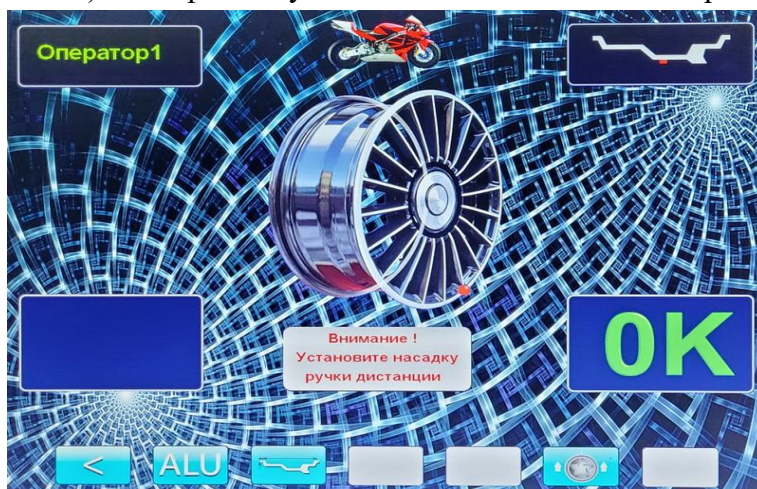 Оператор1
0K
Внимание !
Установите насадку
ручки дистанции
<
ALU